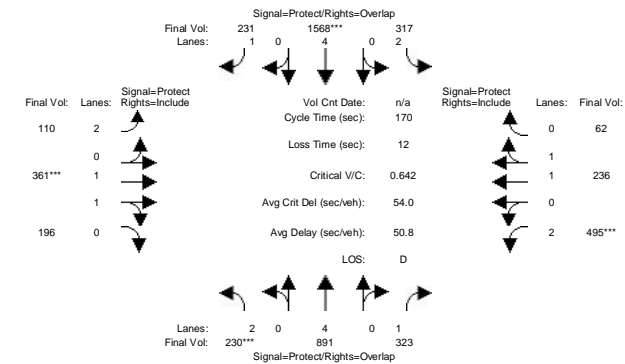 Signal=Protect/Rights=Overlap
Final Vol: 231 1568*** 317
Lanes: 1 0 4 0 2
Signal=Protect
Final Vol: Lanes: Rights=Include
Vol Cnt Date: n/a
Signal=Protect
Rights=Include Lanes: Final Vol:
Cycle Time (sec): 170
110 2 0 62
Loss Time (sec): 12
0 1
361*** 1 Critical V/C: 0.642 1 236
1 Avg Crit Del (sec/veh): 54.0 0
196 0 Avg Delay (sec/veh): 50.8 2 495***
LOS: D
Lanes: 2 0 4 0 1
Final Vol: 230*** 891 323
Signal=Protect/Rights=Overlap